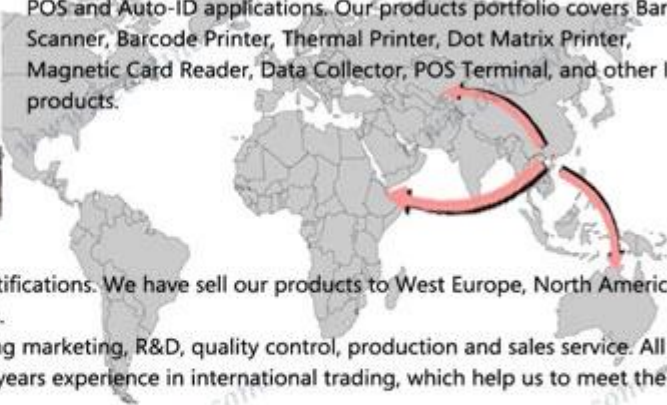 POS and Auto-ID applications. Our products portfolio covers Bar
Scanner, Barcode Printer, Thermal Printer, Dot Matrix Printer,
Magnetic Card Reader, Data Collector, POS Terminal, and other
products.
tifications. We have sell our products to West Europe, North Americ
.
g marketing, R&D, quality control, production and sales service. All
years experience in international trading, which help us to meet the